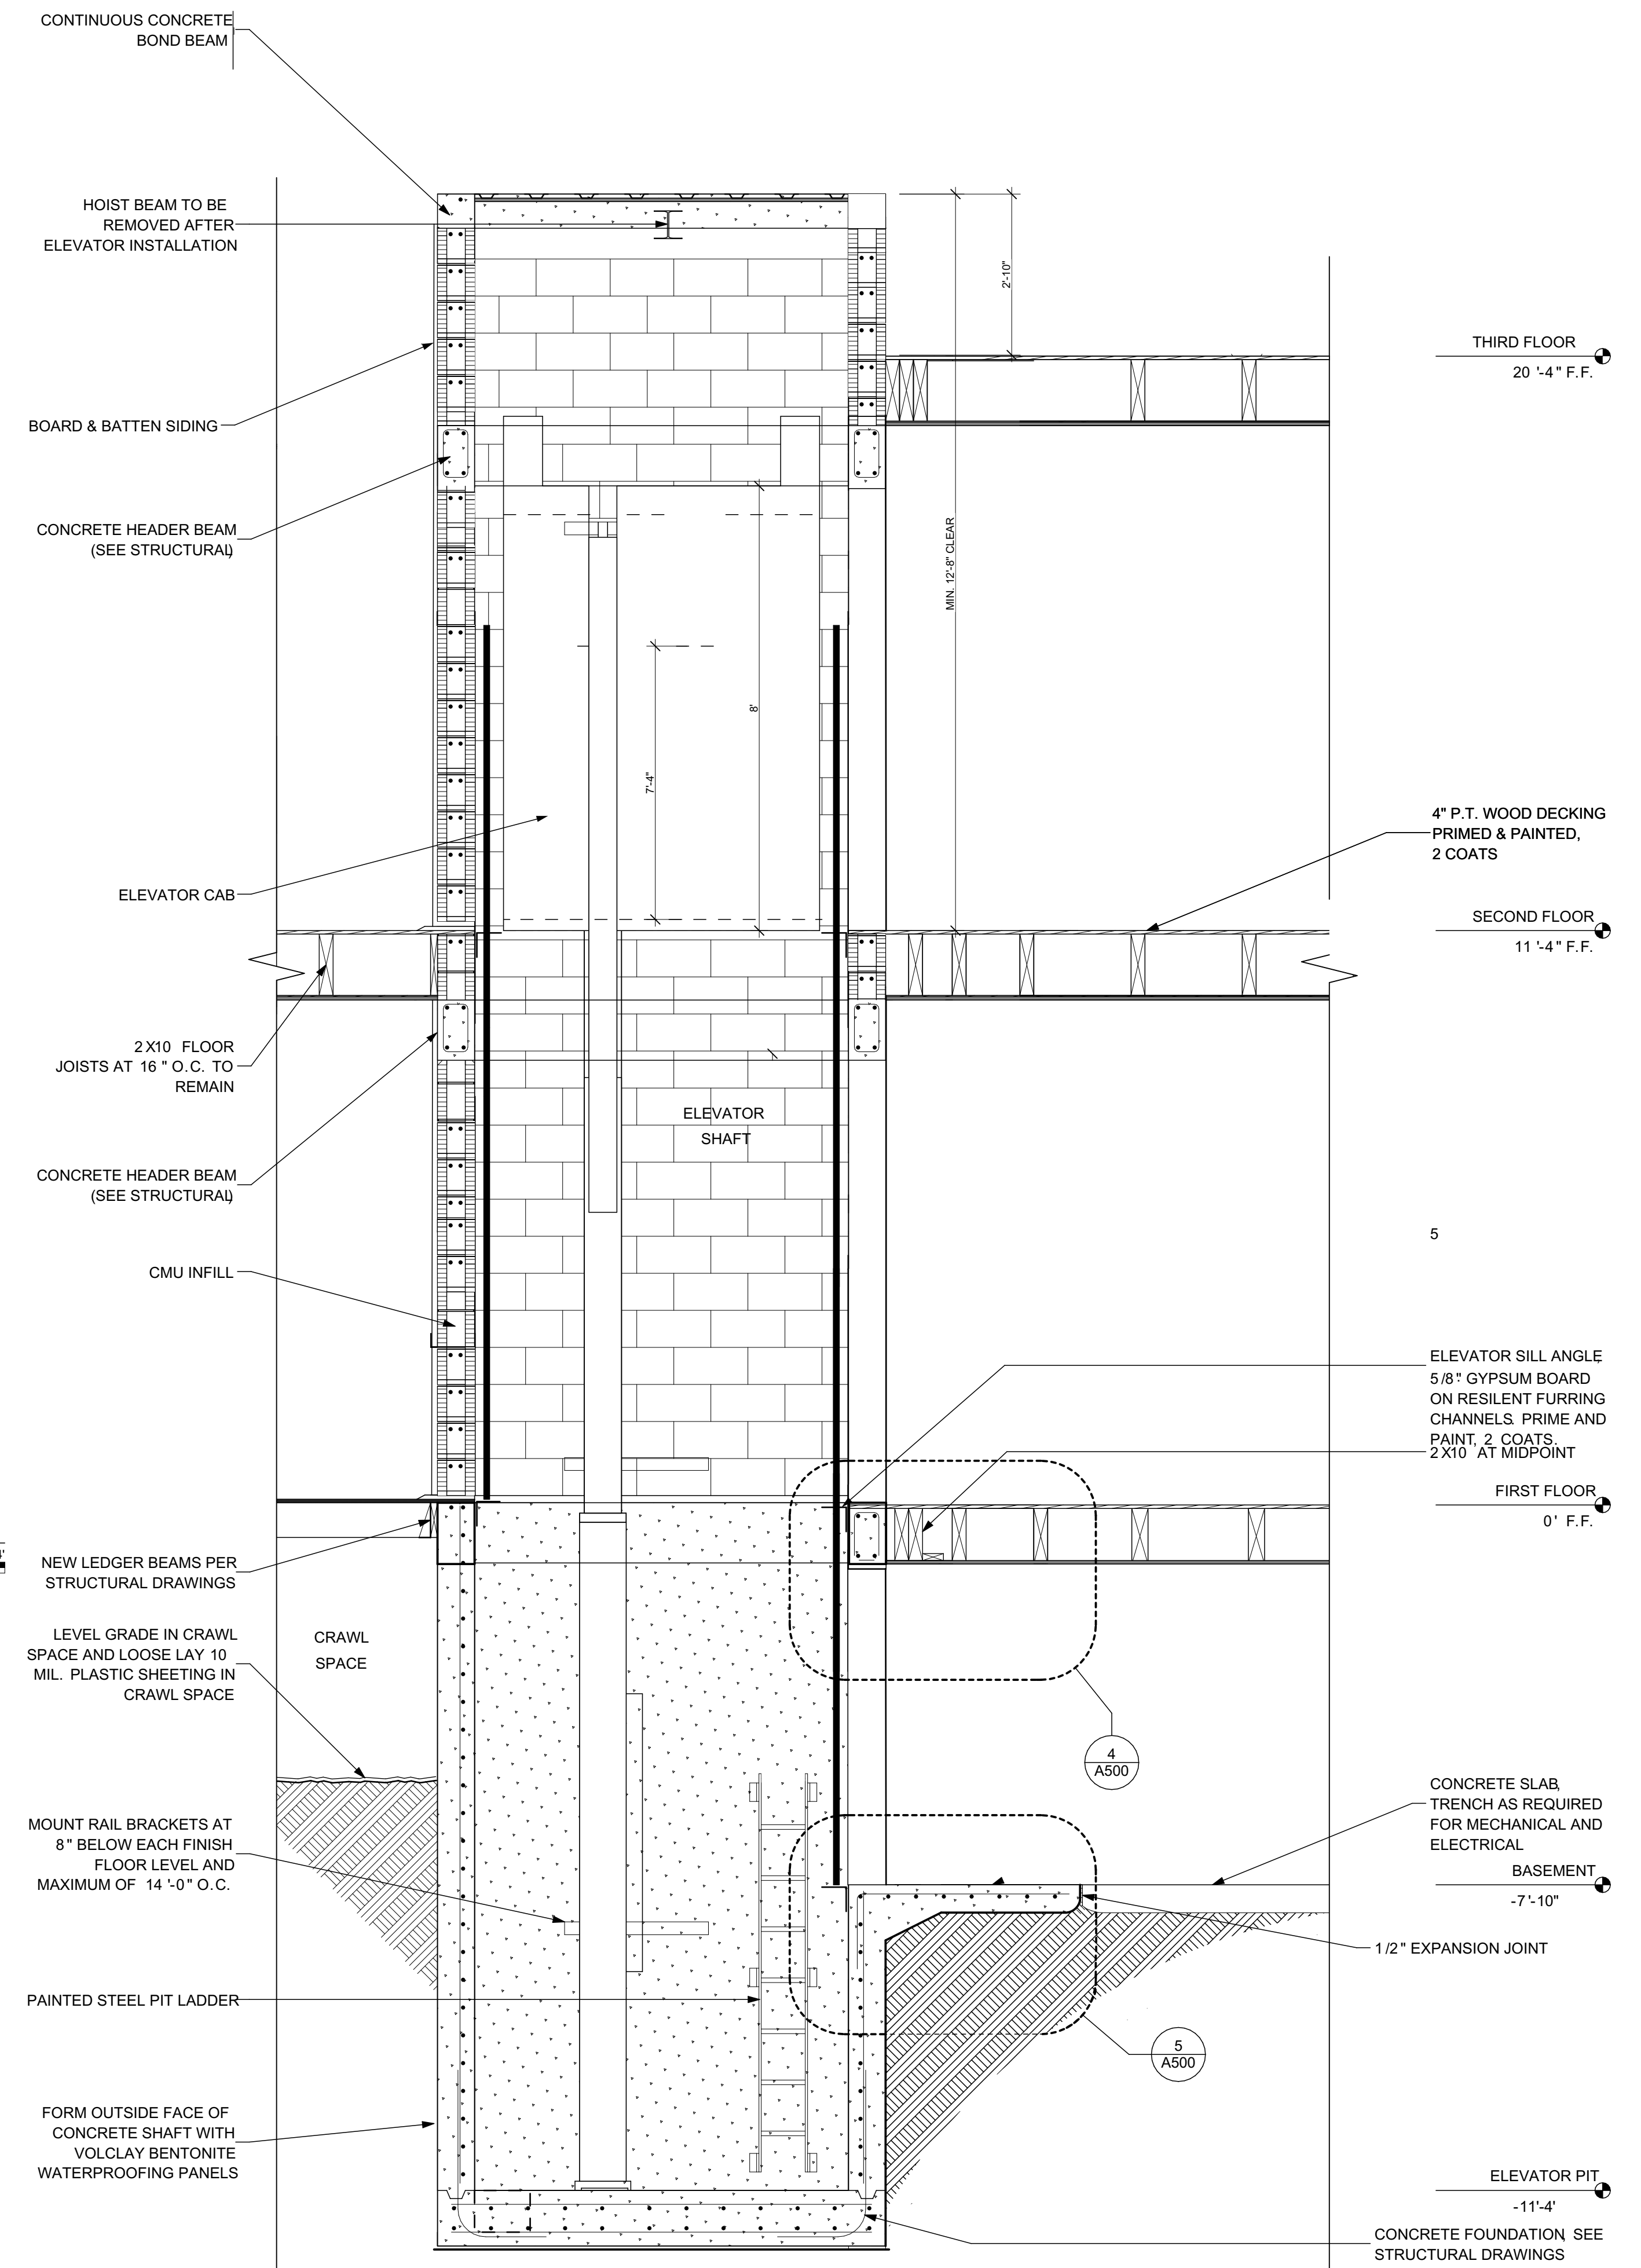 CONTINUOUS CONCRETE
BOND BEAM
HOIST BEAM TO BE
REMOVED AFTER
ELEVATOR INSTALLATION
BOARD & BATTEN SIDING
CONCRETE HEADER BEAM
(SEE STRUCTURAL)
ELEVATOR CAB
2X10 FLOOR
JOISTS AT 16" O.C. TO
REMAIN
CONCRETE HEADER BEAM
(SEE STRUCTURAL)
CMU INFILL
NEW LEDGER BEAMS PER
STRUCTURAL DRAWINGS
LEVEL GRADE IN CRAWL
SPACE AND LOOSE LAY 10
MIL. PLASTIC SHEETING IN
CRAWL SPACE
MOUNT RAIL BRACKETS AT
8" BELOW EACH FINISH
FLOOR LEVEL AND
MAXIMUM OF 14'-0" O.C.
PAINTED STEEL PIT LADDER
FORM OUTSIDE FACE OF
CONCRETE SHAFT WITH
VOLCLAY BENTONITE
WATERPROOFING PANELS
CRAWL
SPACE
2'-10"
MIN. 12'-8" CLEAR
8'
7'-4"
ELEVATOR
SHAFT
4
A500
5
A500
THIRD FLOOR
20'-4" F.F.
4" P.T. WOOD DECKING
PRIMED & PAINTED,
2 COATS
SECOND FLOOR
11'-4" F.F.
5
ELEVATOR SILL ANGLE,
5/8" GYPSUM BOARD
ON RESILENT FURRING
CHANNELS. PRIME AND
PAINT, 2 COATS.
2X10 AT MIDPOINT
FIRST FLOOR
0' F.F.
CONCRETE SLAB,
TRENCH AS REQUIRED
FOR MECHANICAL AND
ELECTRICAL
BASEMENT
-7'-10"
1/2" EXPANSION JOINT
ELEVATOR PIT
-11'-4'
CONCRETE FOUNDATION, SEE
STRUCTURAL DRAWINGS